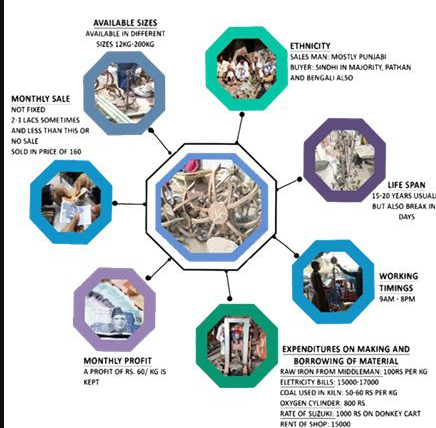 AVAILABLE SIZES
AVAILABLE IN DIFFERENT
SIZES 12KG-200KG
ETHNICITY
SALES MAN: MOSTLY PUNJABI
BUYER: SINDHI IN MAJORITY, PATHAN
AND BENGALI ALSO
MONTHLY SALE
NOT FIXED
2-3 LACS SOMETIMES
AND LESS THAN THIS OR
NO SALE
SOLD IN PRICE OF 160
LIFE SPAN
15-20 YEARS USUAL
BUT ALSO BREAK IN
DAYS
WORKING
TIMINGS
9AM - 8PM
MONTHLY PROFIT
A PROFIT OF RS. 60/ KG IS
KEPT
EXPENDITURES ON MAKING AND
BORROWING OF MATERIAL
RAW IRON FROM MIDDLEMAN: 100RS PER KG
ELETRICITY BILLS: 15000-17000
COAL USED IN KILN: 50-60 RS PER KG
OXYGEN CYLINDER: 800 RS
RATE OF SUZUKI: 1000 RS ON DONKEY CART
RENT OF SHOP: 15000